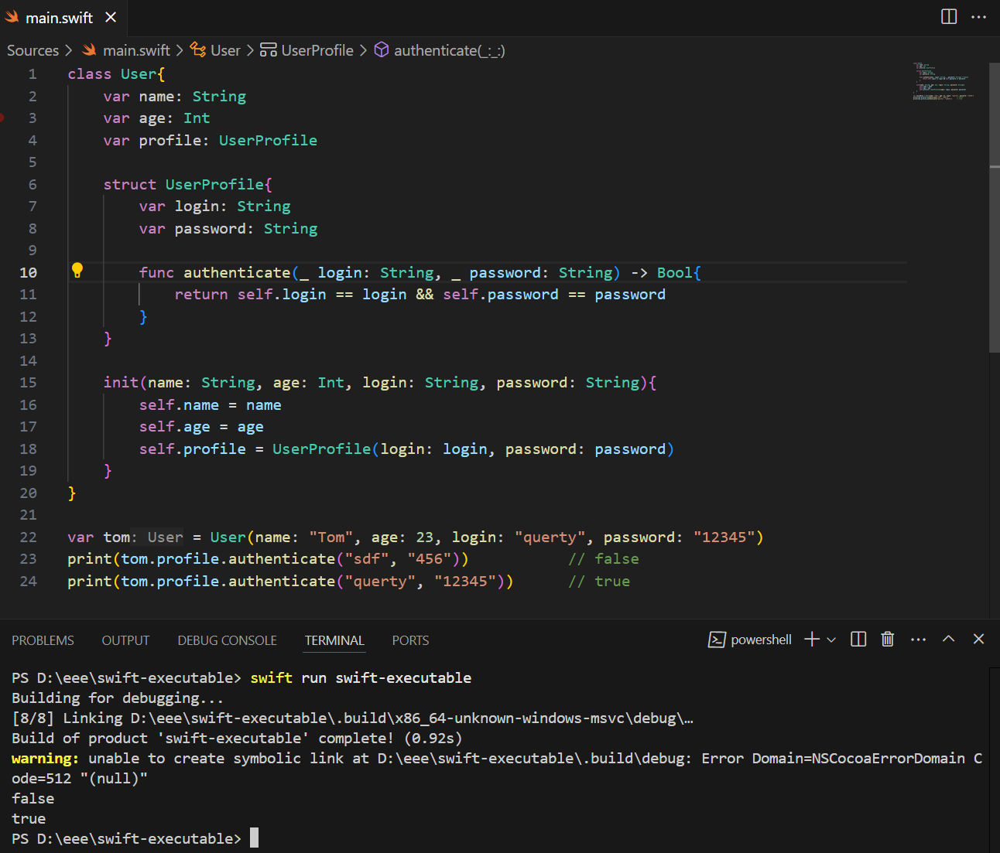 main.swift
Sources > main.swift > User > UserProfile > authenticate(_:_:)
1 class User{
2     var name: String
3     var age: Int
4     var profile: UserProfile
5
6     struct UserProfile{
7         var login: String
8         var password: String
9
10         func authenticate(_ login: String, _ password: String) -> Bool{
11             return self.login == login && self.password == password
12         }
13     }
14
15     init(name: String, age: Int, login: String, password: String){
16         self.name = name
17         self.age = age
18         self.profile = UserProfile(login: login, password: password)
19     }
20 }
21
22 var tom: User = User(name: "Tom", age: 23, login: "querty", password: "12345")
23 print(tom.profile.authenticate("sdf", "456"))           // false
24 print(tom.profile.authenticate("querty", "12345"))      // true
PROBLEMS OUTPUT DEBUG CONSOLE TERMINAL PORTS powershell
PS D:\eee\swift-executable> swift run swift-executable
Building for debugging...
[8/8] Linking D:\eee\swift-executable\.build\x86_64-unknown-windows-msvc\debug\…
Build of product 'swift-executable' complete! (0.92s)
warning: unable to create symbolic link at D:\eee\swift-executable\.build\debug: Error Domain=NSCocoaErrorDomain C
ode=512 "(null)"
false
true
PS D:\eee\swift-executable>